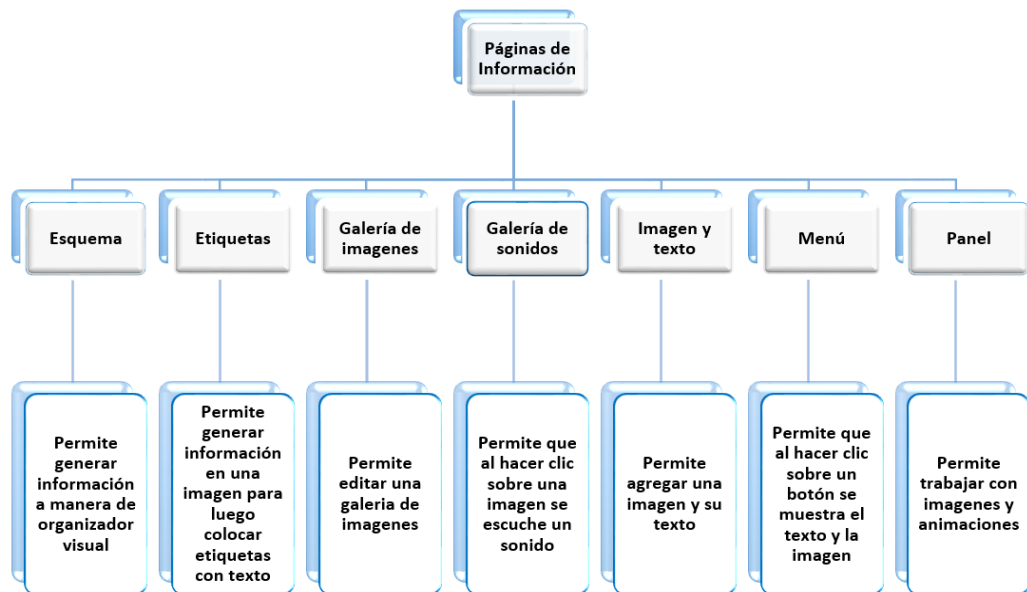 Páginas de
Información
Esquema
Etiquetas
Galería de
imagenes
Galería de
sonidos
Imagen y
texto
Menú
Panel
Permite
generar
información
a manera de
organizador
visual
Permite
generar
información
en una
imagen para
luego
colocar
etiquetas
con texto
Permite
editar una
galeria de
imagenes
Permite que
al hacer clic
sobre una
imagen se
escuche un
sonido
Permite
agregar una
imagen y su
texto
Permite que
al hacer clic
sobre un
botón se
muestra el
texto y la
imagen
Permite
trabajar con
imagenes y
animaciones